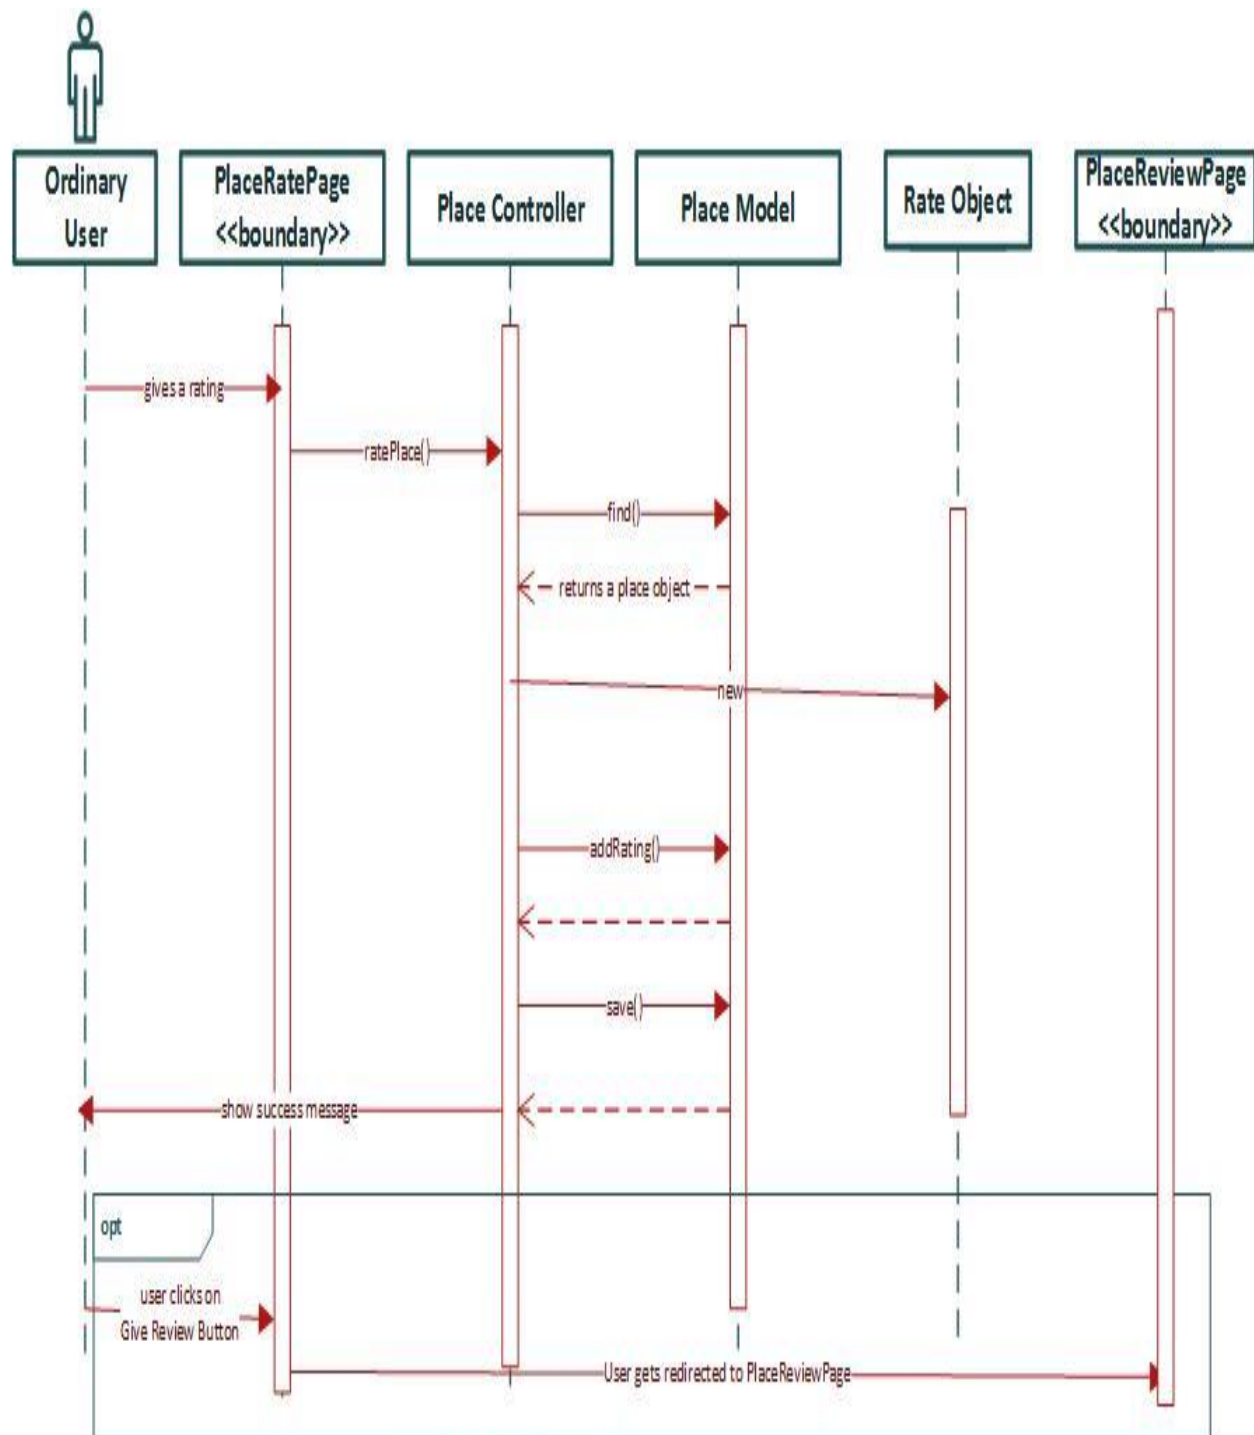 Ordinary
User
PlaceRatePage
<<boundary>>
Place Controller
Place Model
Rate Object
PlaceReviewPage
<<boundary>>
gives a rating
ratePlace()
find()
returns a place object
new
addRating()
save()
show success message
opt
user clicks on
Give Review Button
User gets redirected to PlaceReviewPage